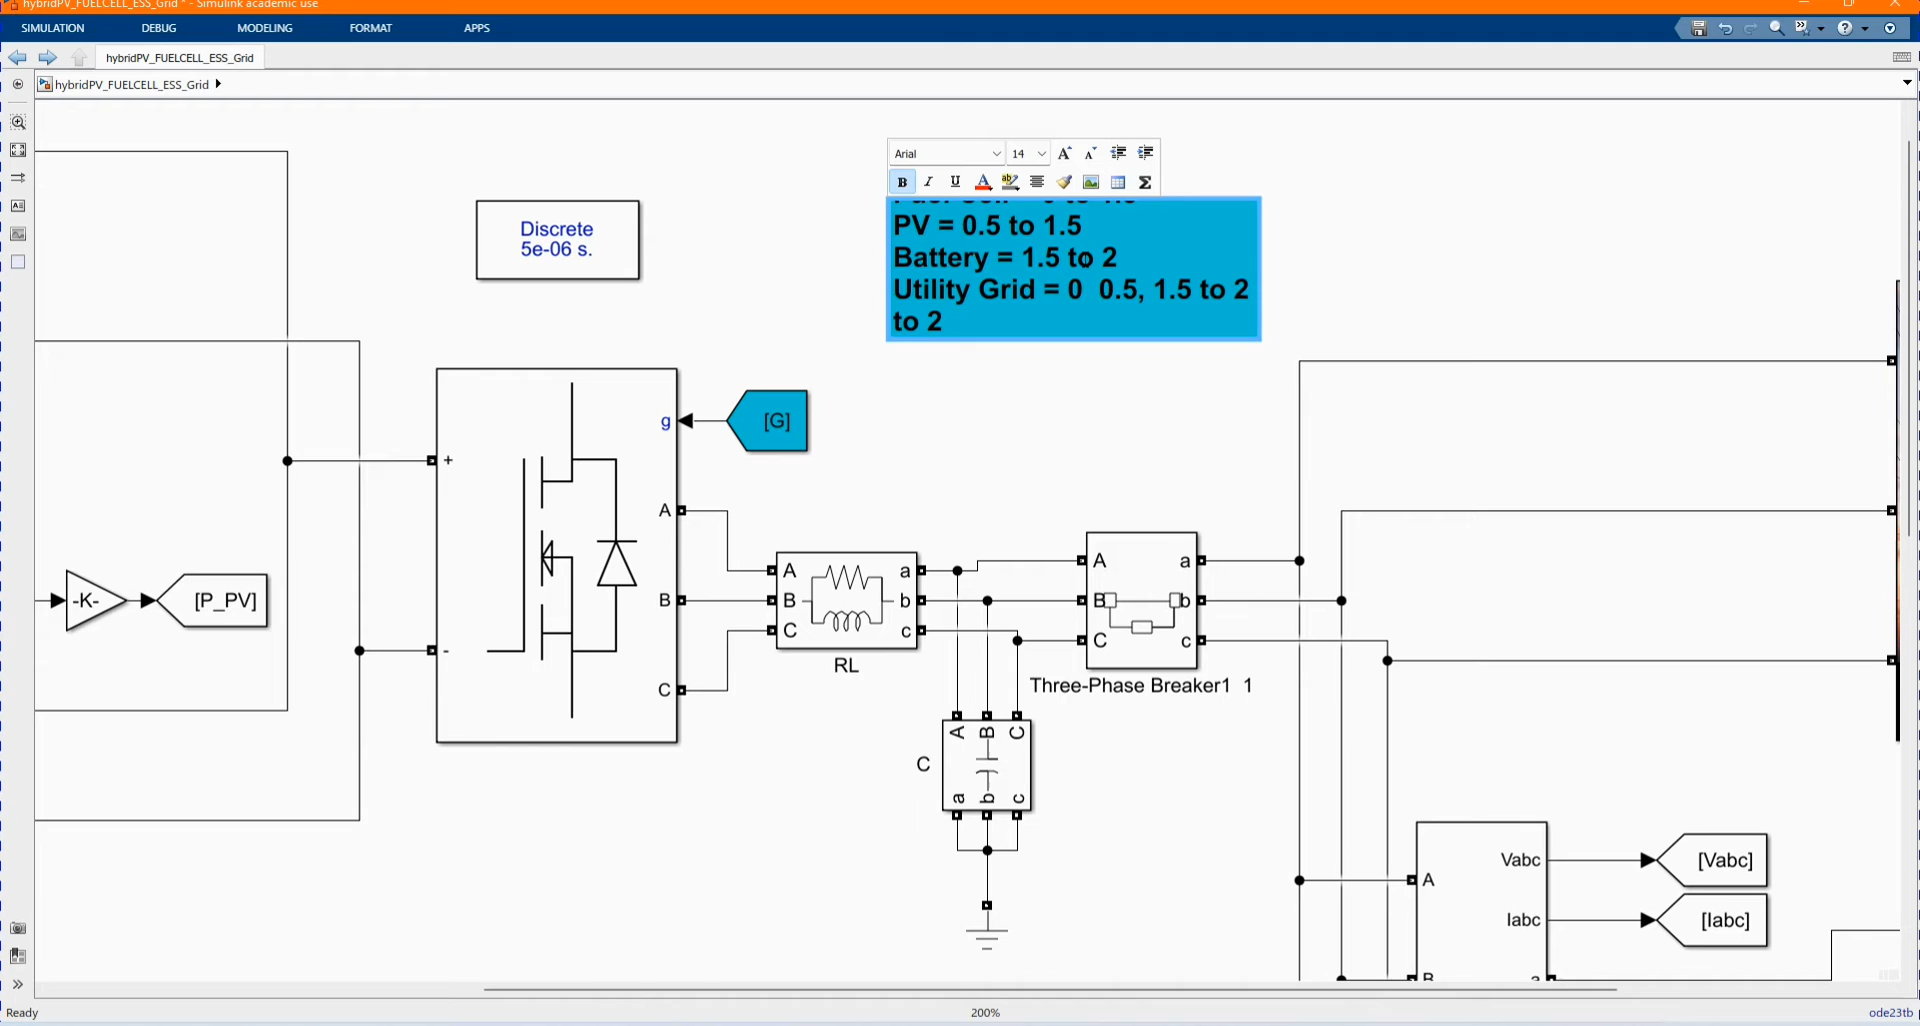 hybridPV_FUELCELL_ESS_Grid * - Simulink academic use
SIMULATION DEBUG MODELING FORMAT APPS
hybridPV_FUELCELL_ESS_Grid
hybridPV_FUELCELL_ESS_Grid
Arial 14
B I U
PV = 0.5 to 1.5
Battery = 1.5 to 2
Utility Grid = 0 0.5, 1.5 to 2
to 2
Discrete
5e-06 s.
g
[G]
+
-
A
B
C
-K-
[P_PV]
A a
B b
C c
RL
A a
B b
C c
Three-Phase Breaker1 1
A B C
C
a b c
Vabc
[Vabc]
A
Iabc
[Iabc]
B a
Ready
200%
ode23tb